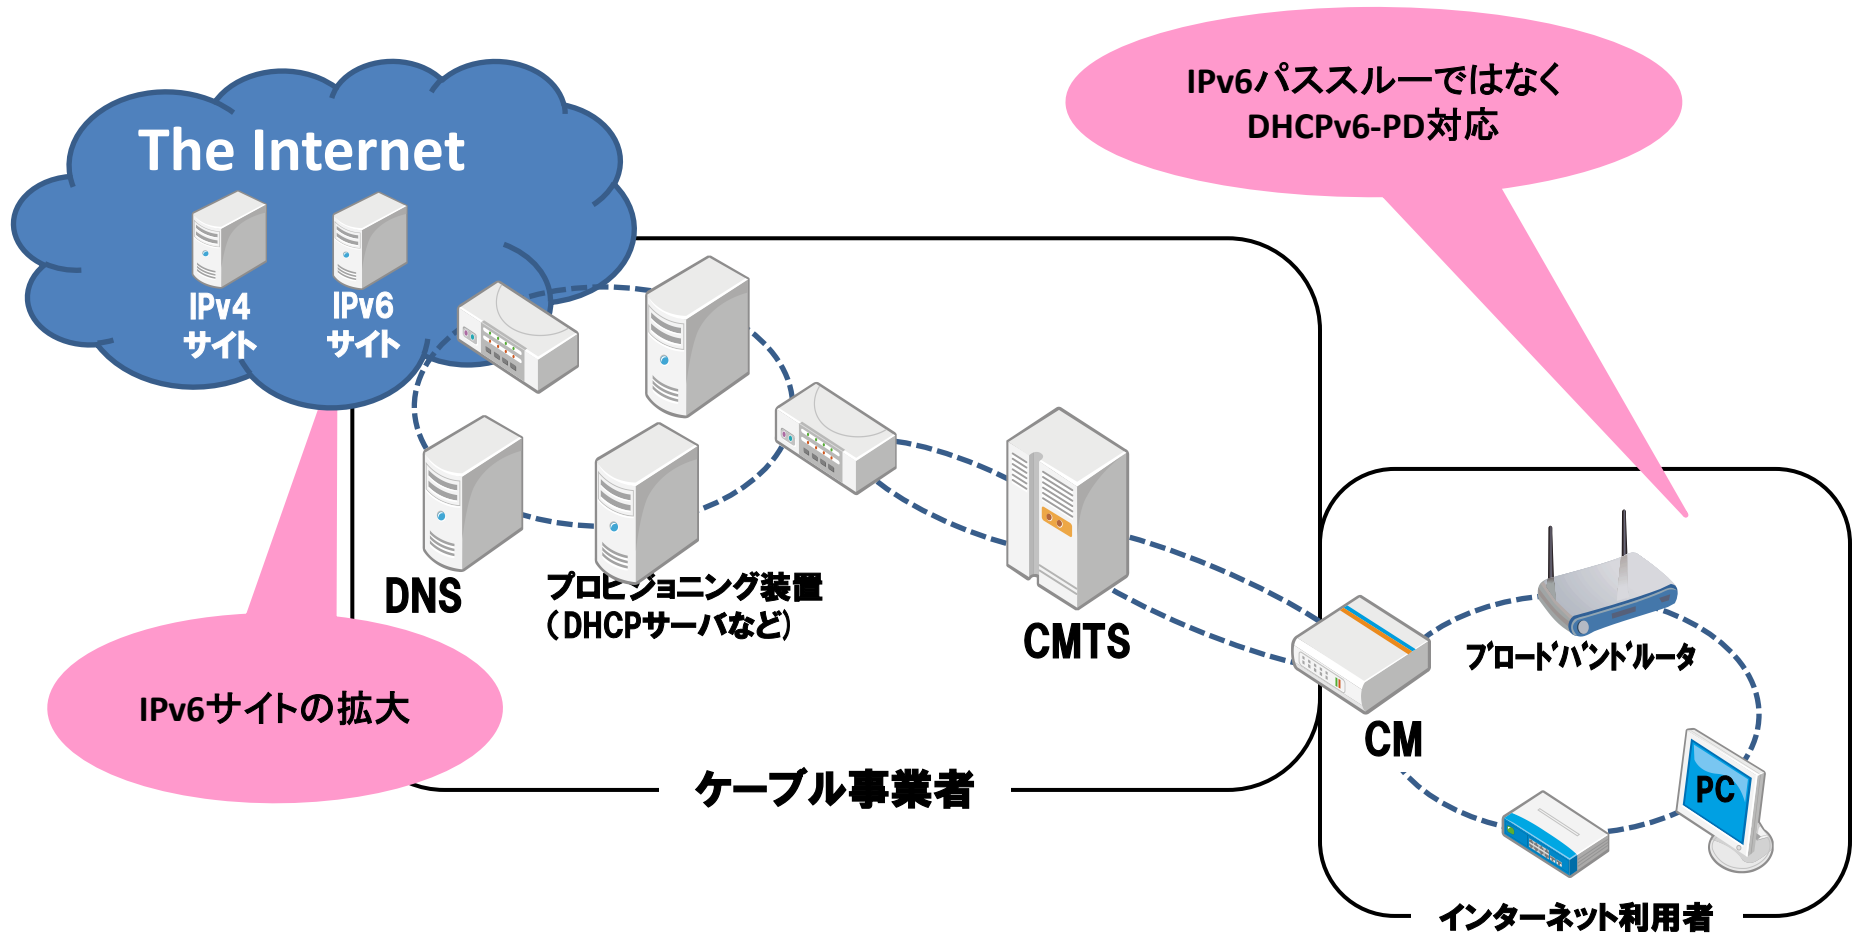 IPv6パススルーではなく
DHCPv6-PD対応
The Internet
IPv4
サイト
IPv6
サイト
DNS
プロビジョニング装置
（DHCPサーバなど）
CMTS
ブロードバンドルータ
CM
PC
IPv6サイトの拡大
ケーブル事業者
インターネット利用者